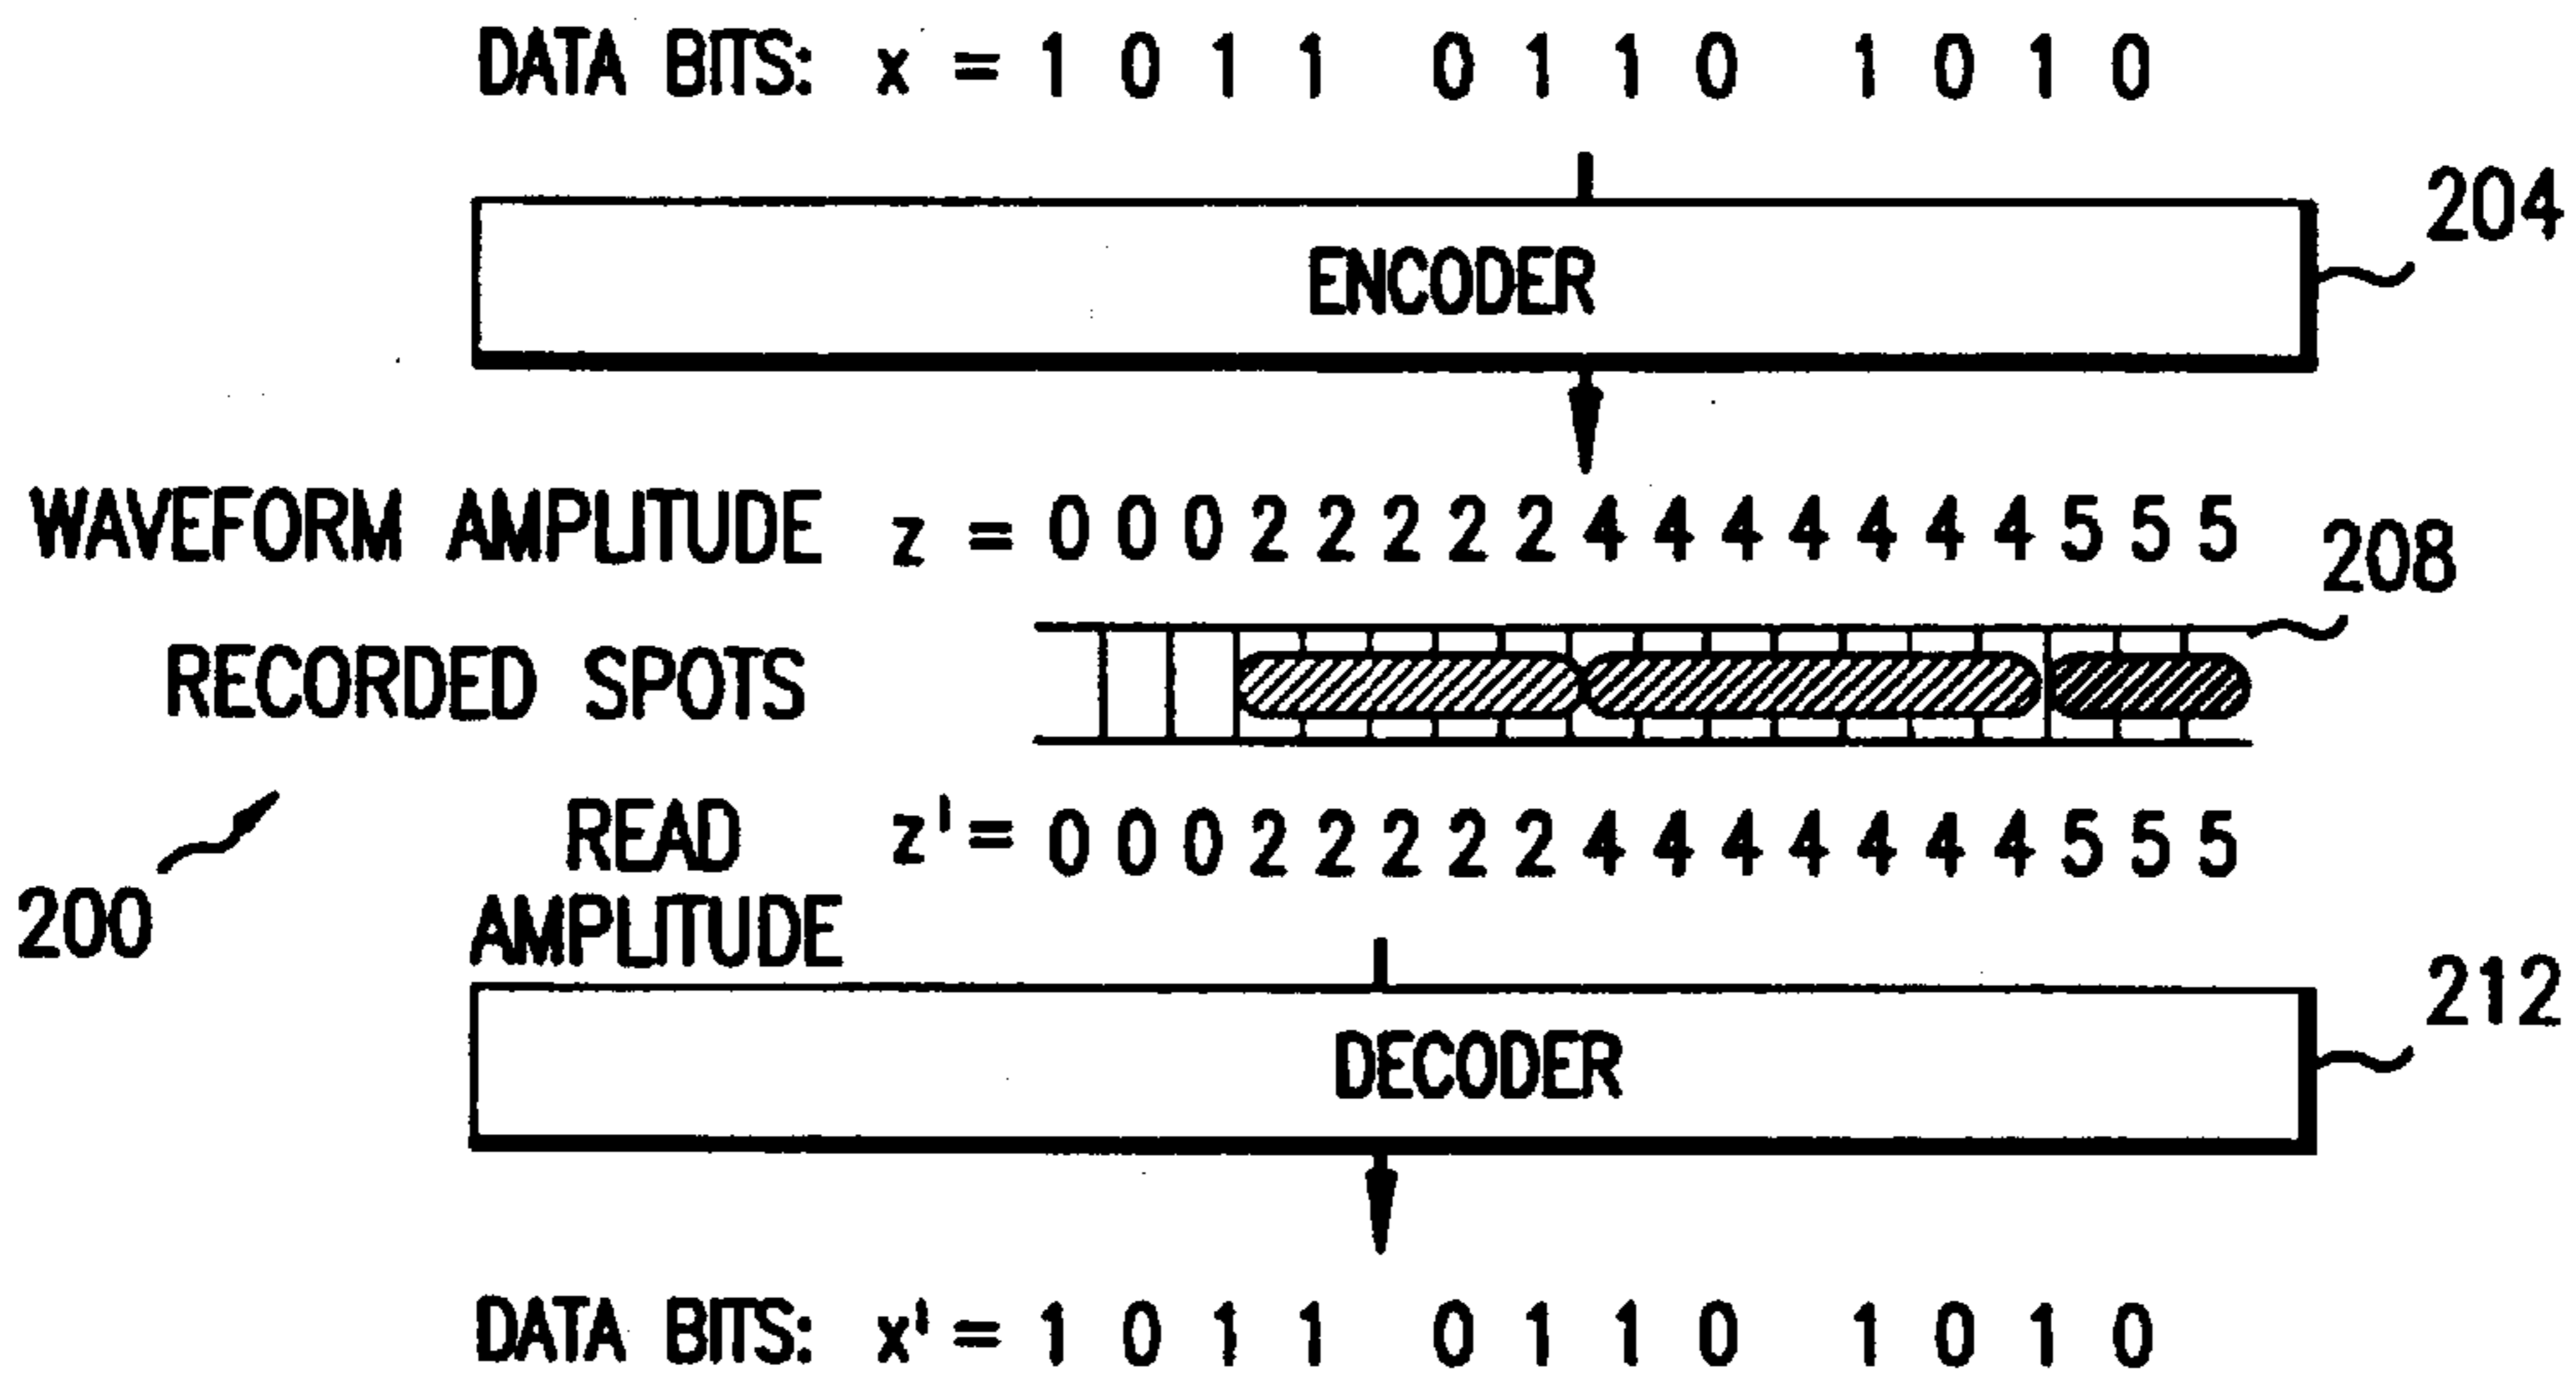 DATA BITS: x = 1 0 1 1 0 1 1 0 1 0 1 0
204
ENCODER
WAVEFORM AMPLITUDE z = 0 0 0 2 2 2 2 2 4 4 4 4 4 4 4 5 5 5
208
RECORDED SPOTS
READ AMPLITUDE z' = 0 0 0 2 2 2 2 2 4 4 4 4 4 4 4 5 5 5
200
212
DECODER
DATA BITS: x' = 1 0 1 1 0 1 1 0 1 0 1 0